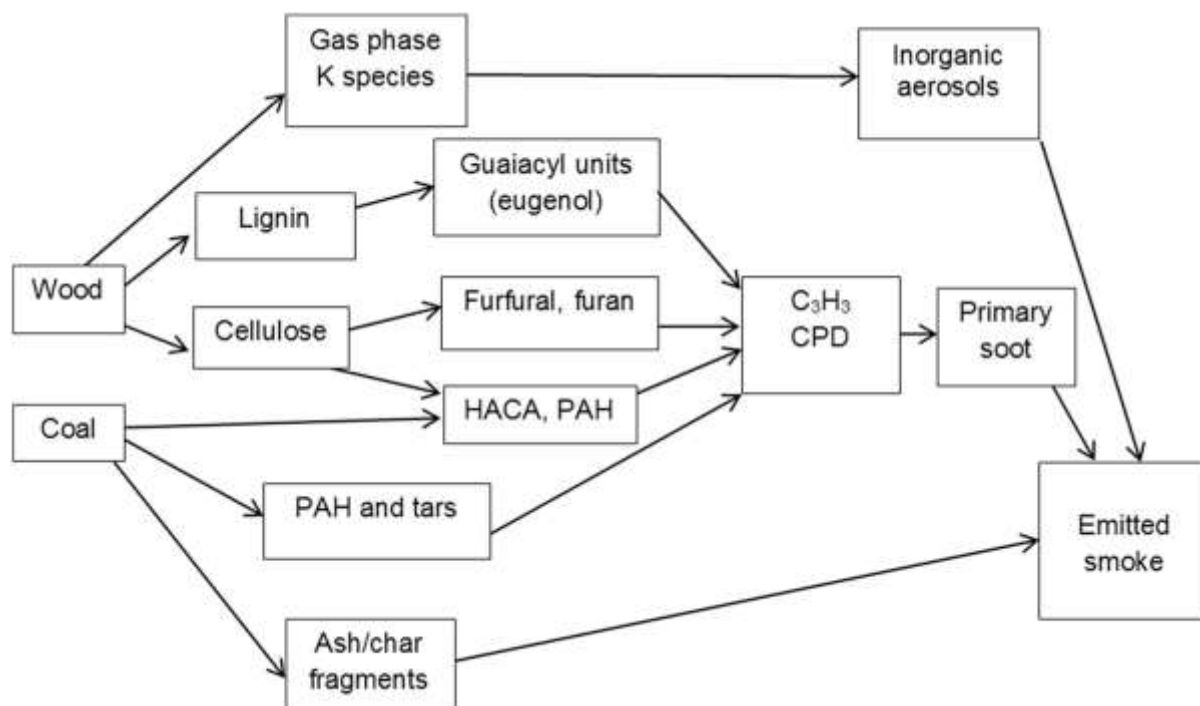 Gas phase
K species
Inorganic
aerosols
Guaiacyl units
(eugenol)
Lignin
Wood
Furfural, furan
C₃H₃
CPD
Primary
soot
Cellulose
HACA, PAH
Coal
PAH and tars
Emitted
smoke
Ash/char
fragments